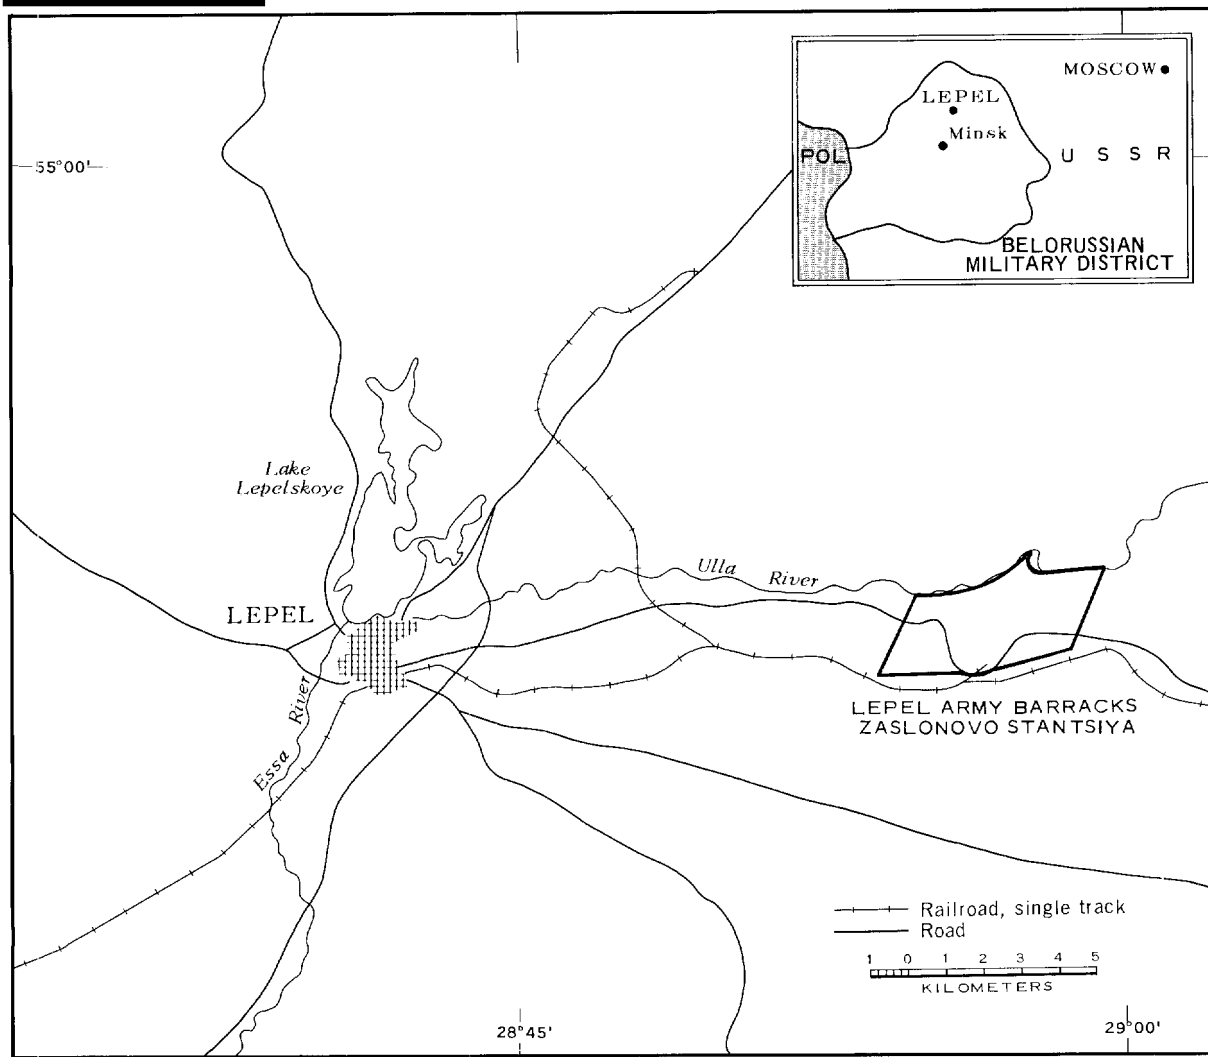 MOSCOW
LEPEL
Minsk
POL
U S S R
BELORUSSIAN
MILITARY DISTRICT
55°00'
Lake
Lepelskoye
Ulla River
LEPEL
Essa River
LEPEL ARMY BARRACKS
ZASLONOVO STANTSIYA
Railroad, single track
Road
1 0 1 2 3 4 5
KILOMETERS
28°45'
29°00'